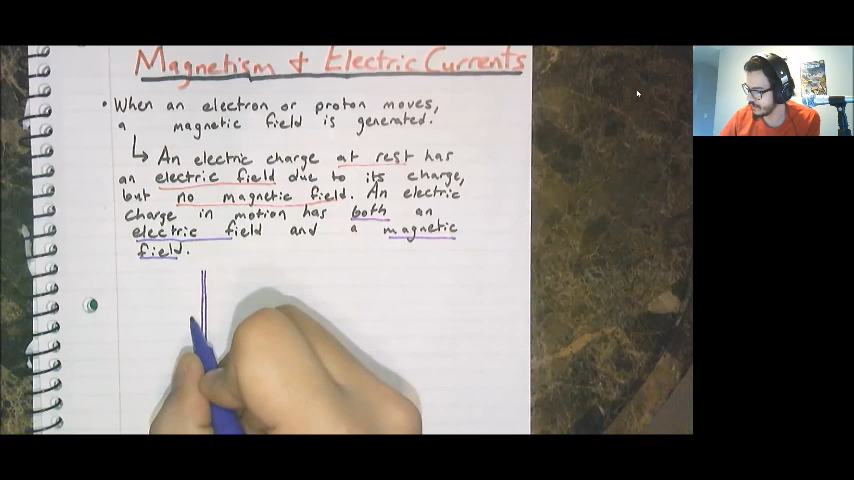 Magnetism & Electric Currents
• When an electron or proton moves,
a magnetic field is generated.
↳ An electric charge at rest has
an electric field due to its charge,
but no magnetic field. An electric
charge in motion has both an
electric field and a magnetic
field.